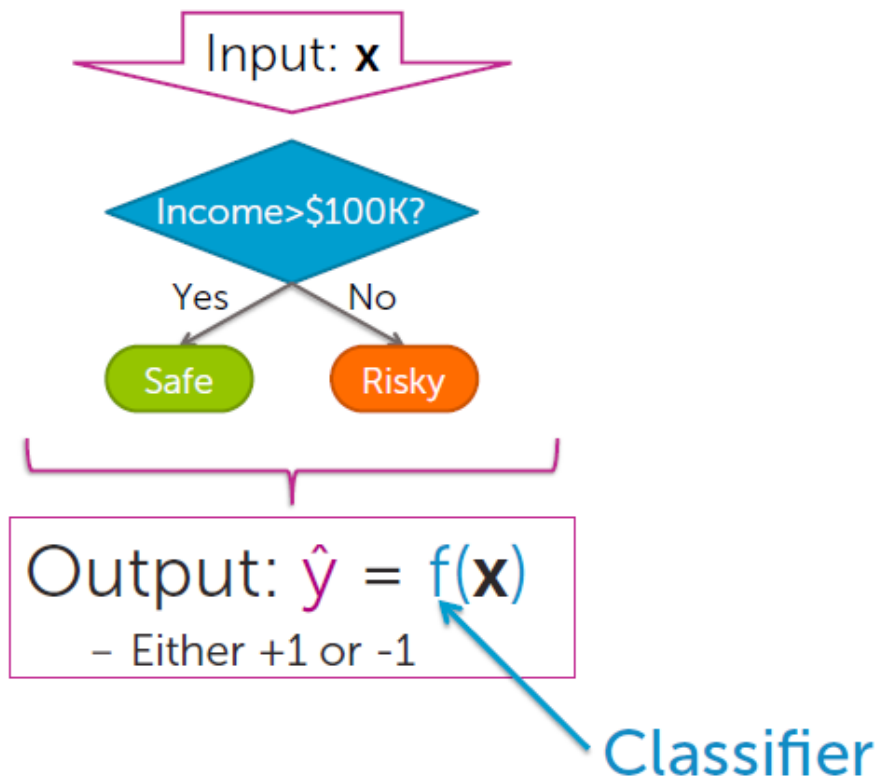 Input: x
Income>$100K?
Yes No
Safe Risky
Output: ŷ = f(x)
– Either +1 or -1
Classifier